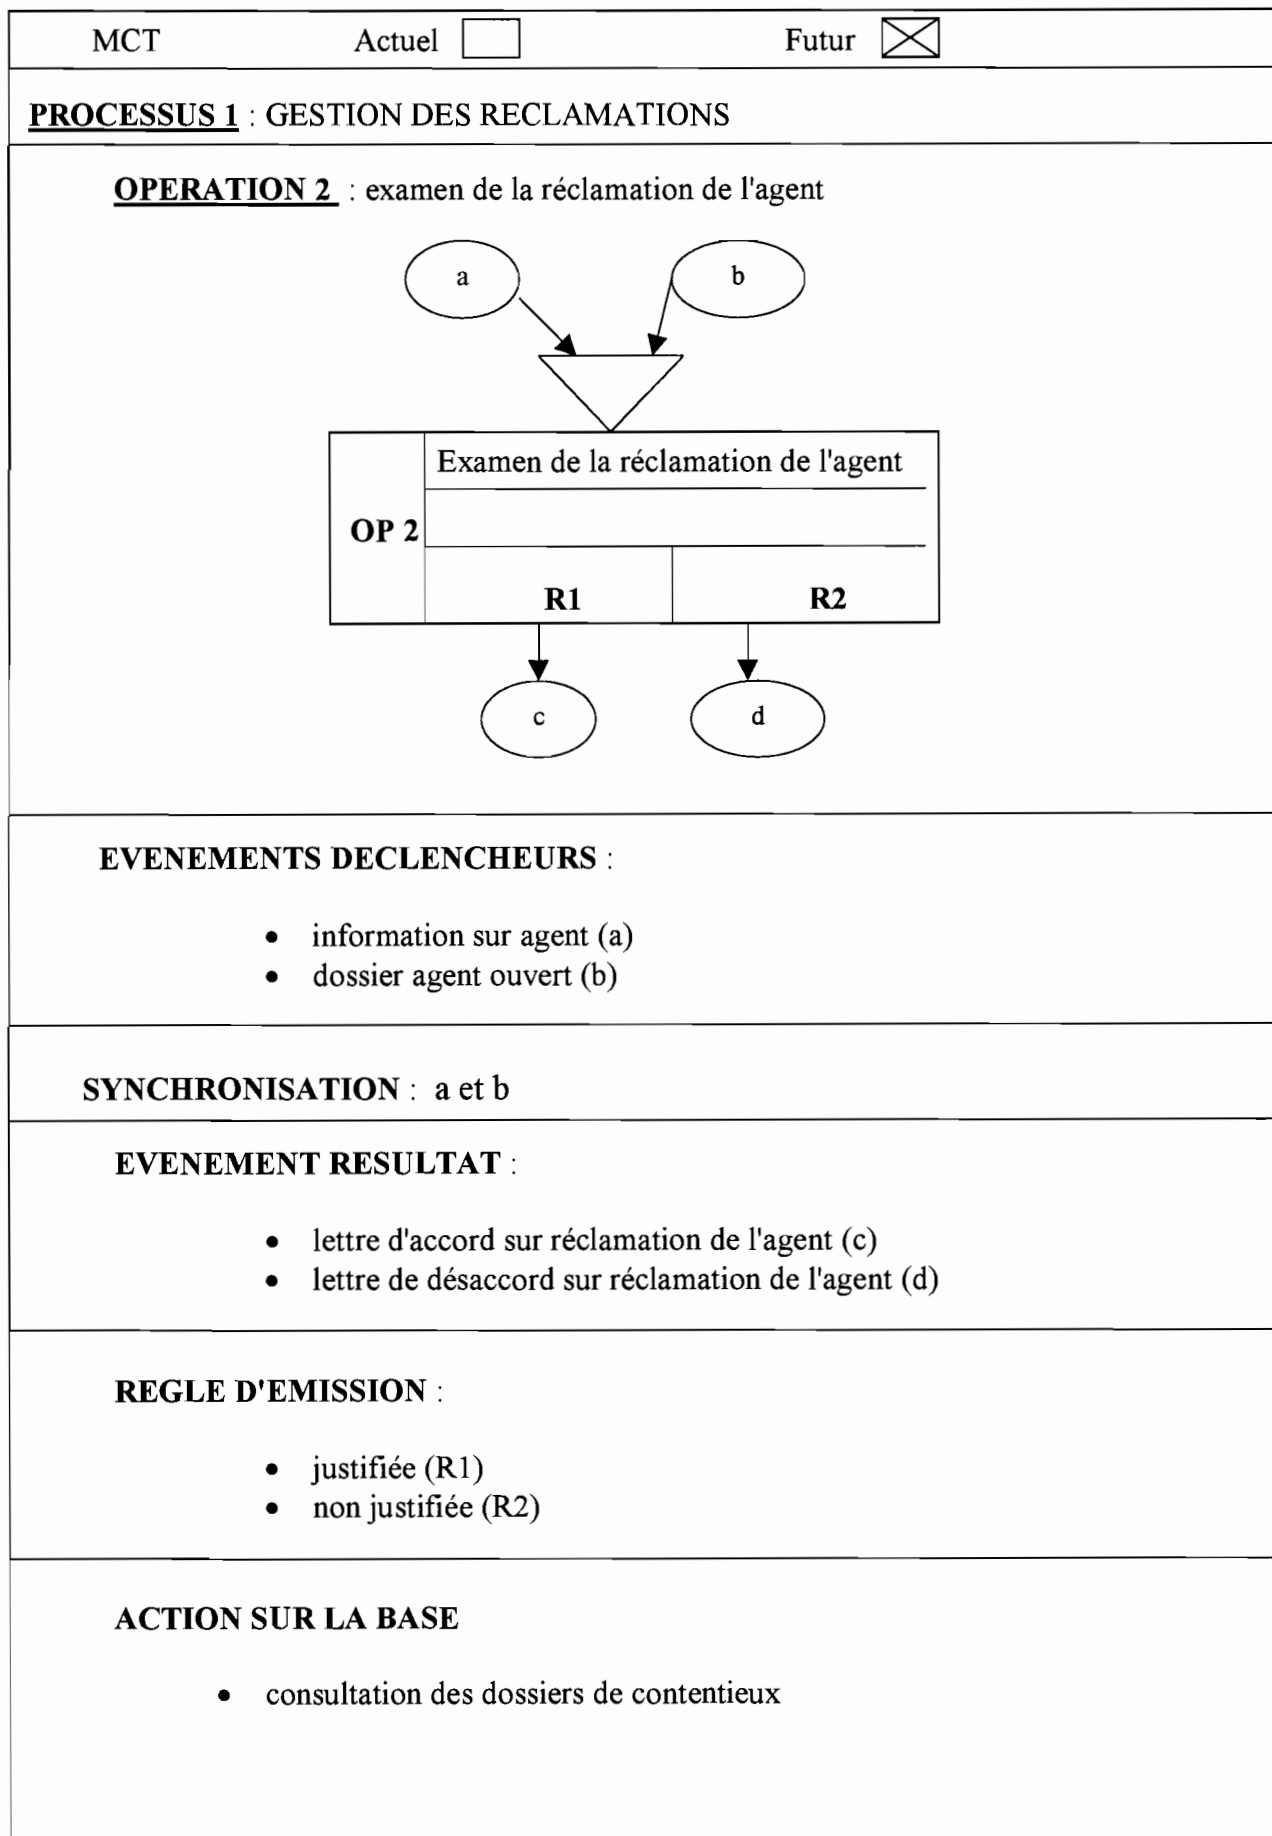 MCT Actuel Futur
PROCESSUS 1 : GESTION DES RECLAMATIONS
OPERATION 2 : examen de la réclamation de l'agent
a b
Examen de la réclamation de l'agent
OP 2
R1 R2
c d
EVENEMENTS DECLENCHEURS :
• information sur agent (a)
• dossier agent ouvert (b)
SYNCHRONISATION : a et b
EVENEMENT RESULTAT :
• lettre d'accord sur réclamation de l'agent (c)
• lettre de désaccord sur réclamation de l'agent (d)
REGLE D'EMISSION :
• justifiée (R1)
• non justifiée (R2)
ACTION SUR LA BASE
• consultation des dossiers de contentieux